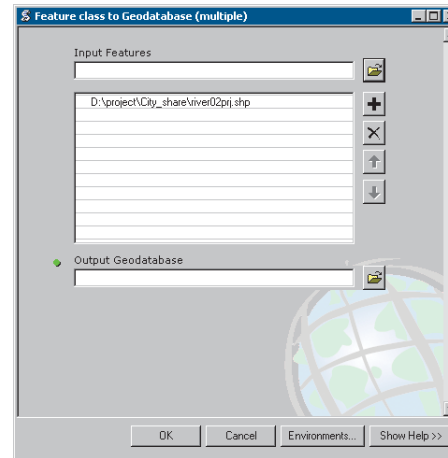 Feature class to Geodatabase (multiple)
Input Features
D:\project\City_share\river02prj.shp
Output Geodatabase
OK Cancel Environments... Show Help >>